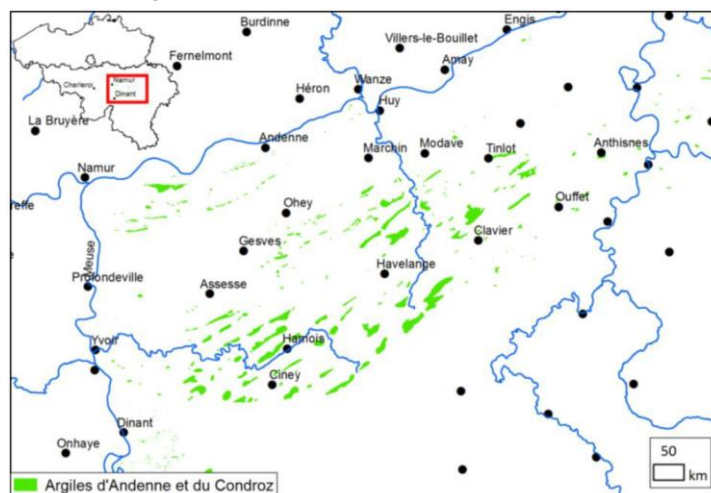 Burdinne
Engis
Villers-le-Bouillet
Fernelmont
Amay
Charleroi
Namur
Dinant
Héron
Wanze
Huy
La Bruyère
Andenne
Marchin
Modave
Tinlot
Anthisnes
Namur
effe
Ohey
Ouffet
Clavier
Gesves
Meuse
Havelange
Profondeville
Assesse
Yvoir
Hamois
Ciney
Dinant
Onhaye
50
km
Argiles d'Andenne et du Condroz